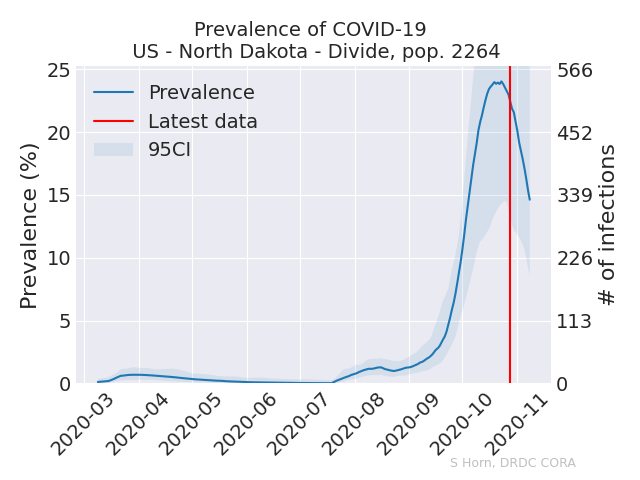 Prevalence of COVID-19
US - North Dakota - Divide, pop. 2264
Prevalence (%)
25
20
15
10
5
0
Prevalence
Latest data
95CI
566
452
339
226
113
0
# of infections
2020-03
2020-04
2020-05
2020-06
2020-07
2020-08
2020-09
2020-10
2020-11
S Horn, DRDC CORA